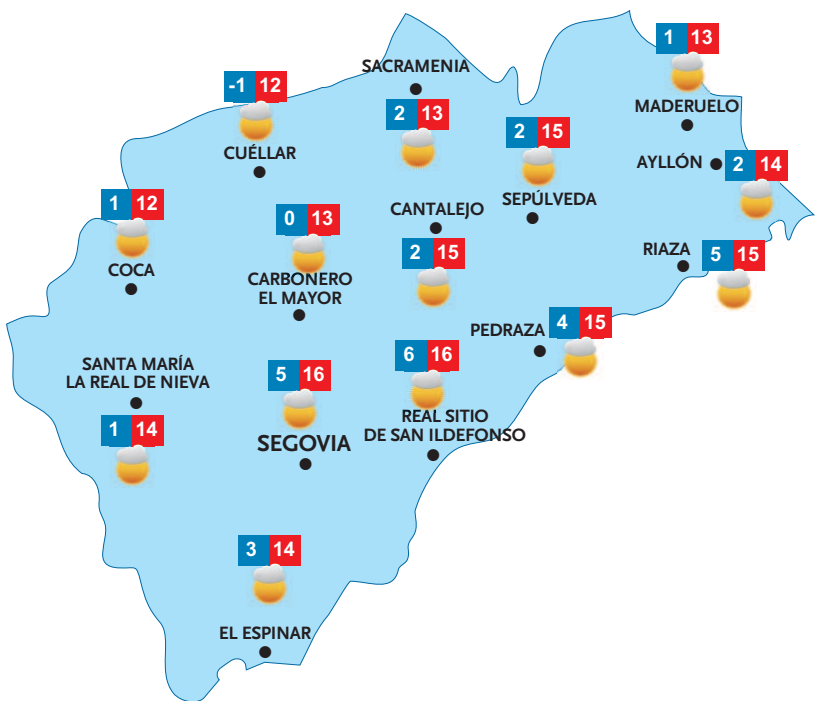 1 13
SACRAMENIA
-1 12
MADERUELO
2 13
2 15
CUÉLLAR
AYLLÓN
2 14
1 12
SEPÚLVEDA
CANTALEJO
0 13
RIAZA
5 15
2 15
COCA
CARBONERO
EL MAYOR
4 15
PEDRAZA
SANTA MARÍA
LA REAL DE NIEVA
5 16
6 16
REAL SITIO
DE SAN ILDEFONSO
1 14
SEGOVIA
3 14
EL ESPINAR